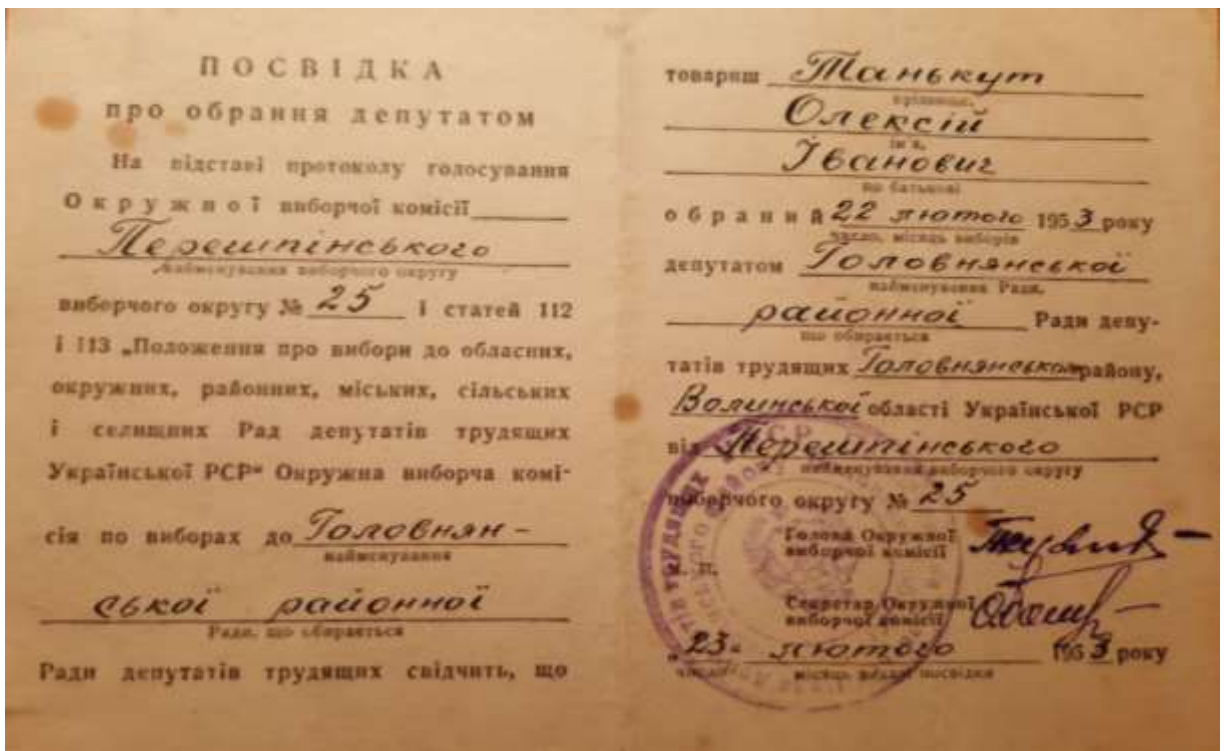 ПОСВІДКА
про обрання депутатом
На підставі протоколу голосування
Окружної виборчої комісії
Перешпінського
найменування виборчого округу
виборчого округу № 25 і статей 112
і 113 „Положення про вибори до обласних,
окружних, районних, міських, сільських
і селищних Рад депутатів трудящих
Української РСР“ Окружна виборча комі-
сія по виборах до Головнян-
найменування
ської районної
Ради, що обирається
Ради депутатів трудящих свідчить, що
товариш Танькут
прізвище,
Олексій
ім'я,
Іванович
по батькові
обраний 22 лютого 1953 року
число, місяць виборів
депутатом Головнянської
найменування Ради,
районної Ради депу-
що обирається
татів трудящих Головнянського району,
Волинської області Української РСР
від Перешпінського
найменування виборчого округу
виборчого округу № 25
Голова Окружної
виборчої комісії
Секретар Окружної
виборчої комісії
„23“ лютого 1953 року
число місяць видачі посвідки